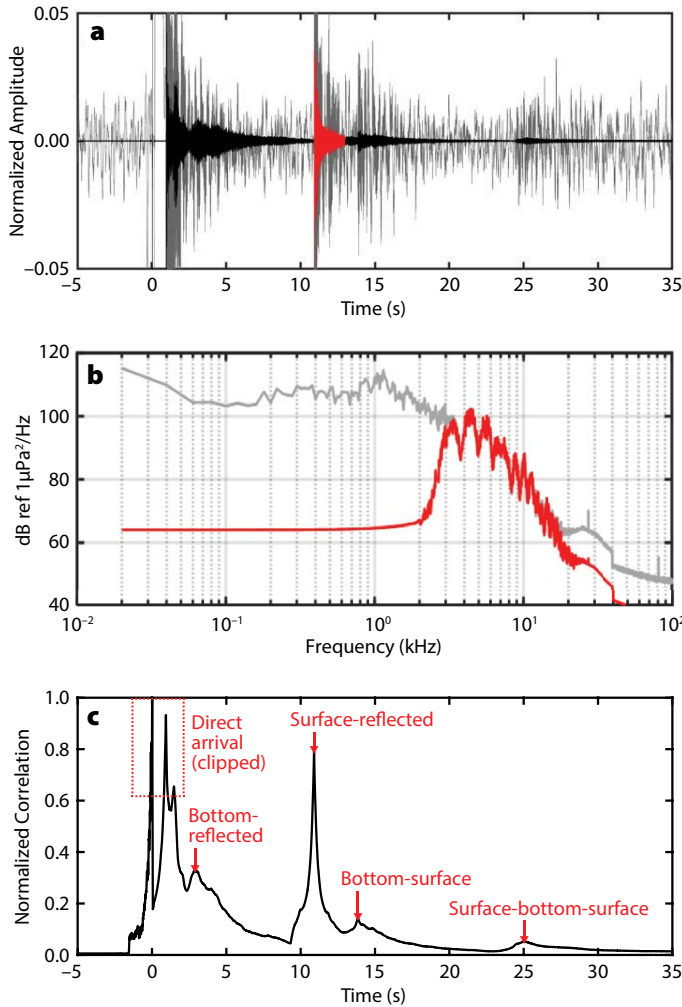 a
Normalized Amplitude
0.05
0.00
−0.05
−5 0 5 10 15 20 25 30 35
Time (s)
b
dB ref 1µPa²/Hz
120
100
80
60
40
10⁻² 10⁻¹ 10⁰ 10¹ 10²
Frequency (kHz)
c
Normalized Correlation
1.0
0.8
0.6
0.4
0.2
0.0
Direct
arrival
(clipped)
Surface-reflected
Bottom-
reflected
Bottom-surface
Surface-bottom-surface
−5 0 5 10 15 20 25 30 35
Time (s)